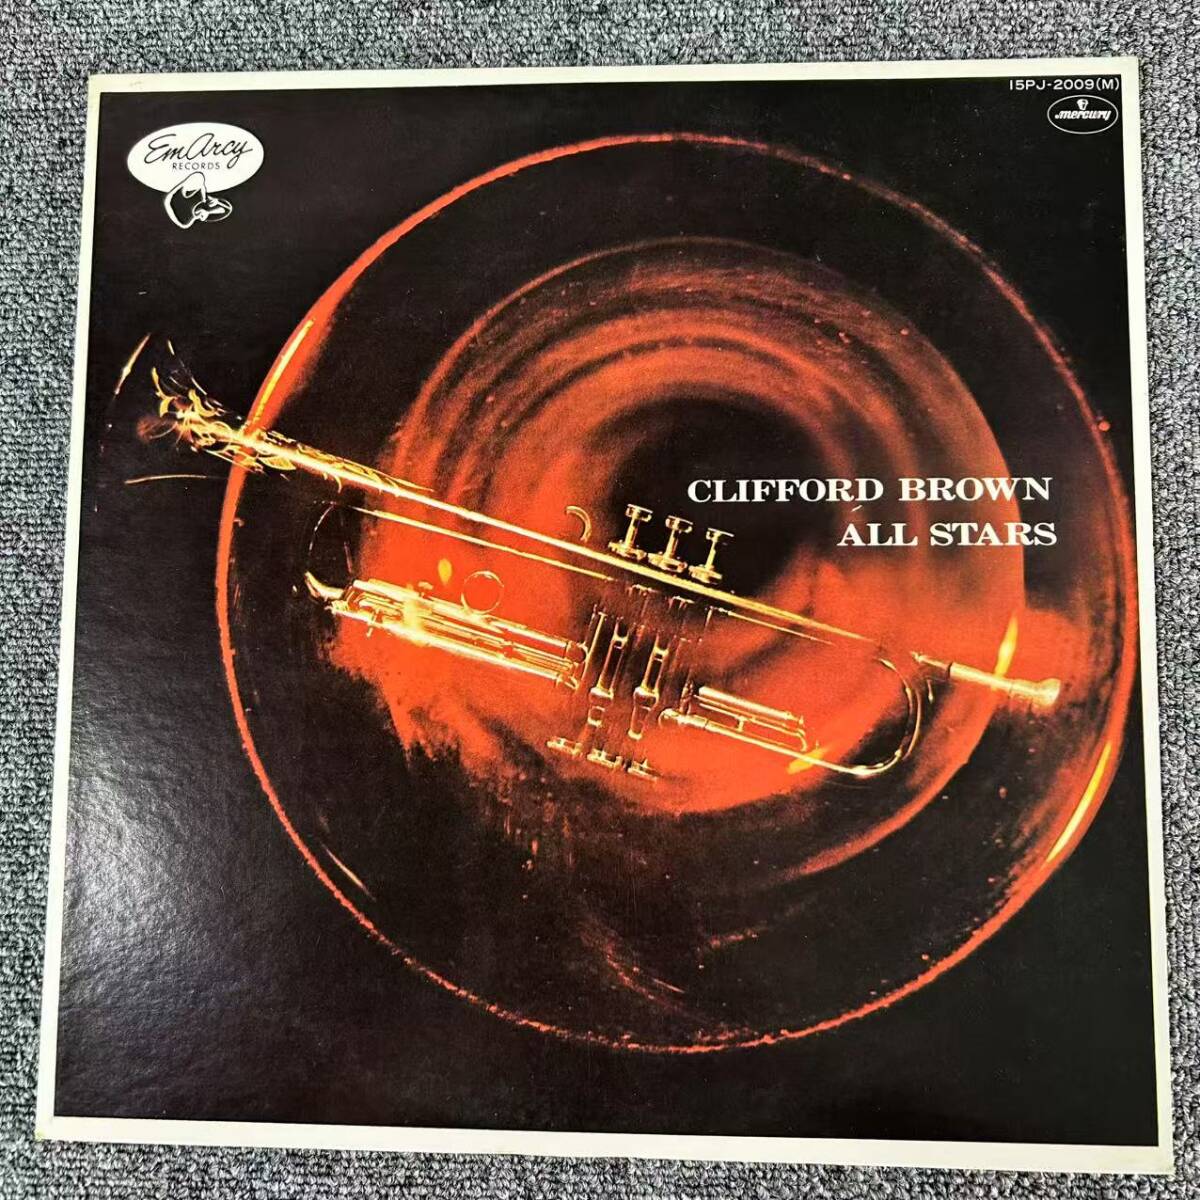 15PJ-2009(M)
mercury
EmArcy
RECORDS
CLIFFORD BROWN
ALL STARS